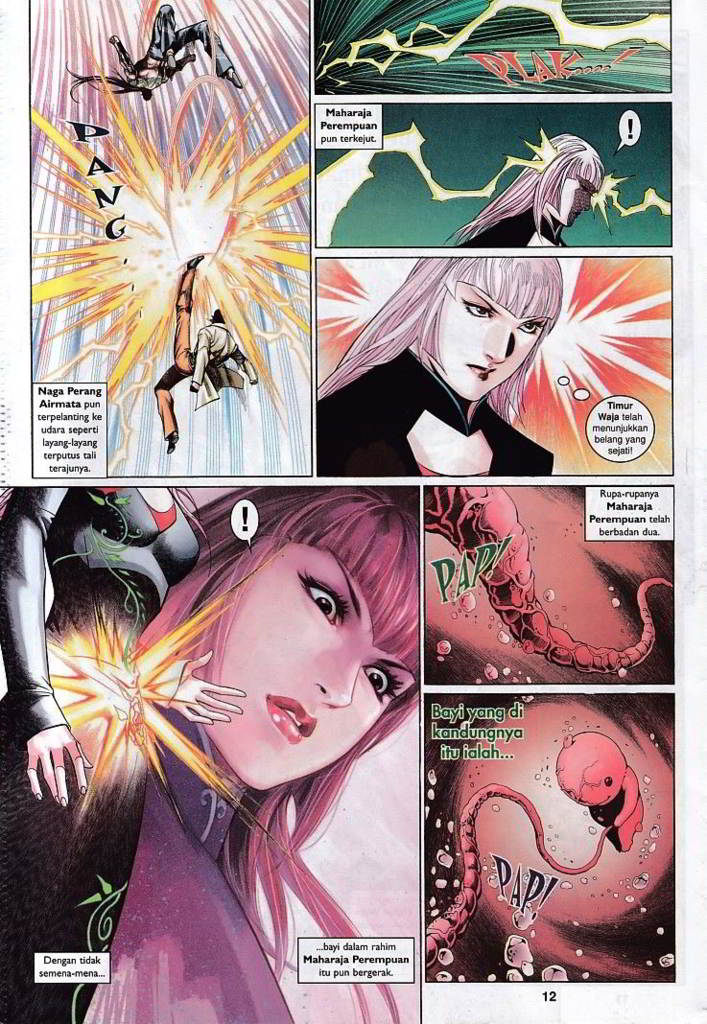 PANG...
Naga Perang
Airmata pun
terpelanting ke
udara seperti
layang-layang
terputus tali
terajunya.
PLAK....!
Maharaja
Perempuan
pun terkejut.
!
Timur
Waja telah
menunjukkan
belang yang
sejati!
!
Dengan tidak
semena-mena...
...bayi dalam rahim
Maharaja Perempuan
itu pun bergerak.
Rupa-rupanya
Maharaja
Perempuan telah
berbadan dua.
PAP!
Bayi yang di
kandungnya
itu ialah...
PAP!
12